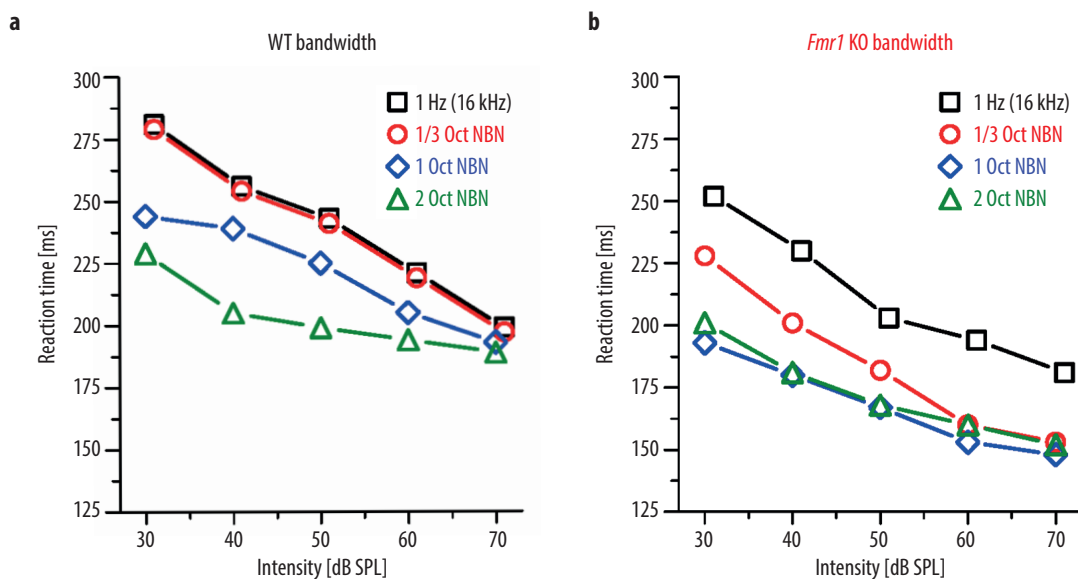 a
WT bandwidth
300
275
250
225
200
175
150
125
Reaction time [ms]
1 Hz (16 kHz)
1/3 Oct NBN
1 Oct NBN
2 Oct NBN
30 40 50 60 70
Intensity [dB SPL]
b
Fmr1 KO bandwidth
300
275
250
225
200
175
150
125
Reaction time [ms]
1 Hz (16 kHz)
1/3 Oct NBN
1 Oct NBN
2 Oct NBN
30 40 50 60 70
Intensity [dB SPL]